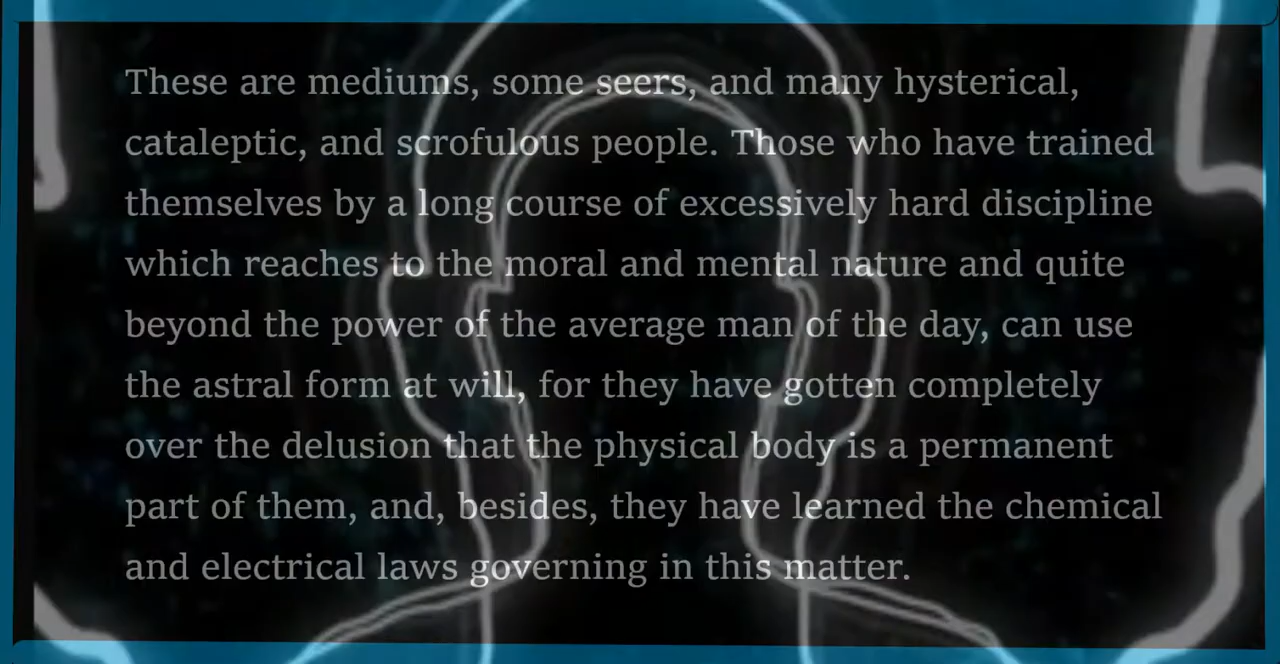 These are mediums, some seers, and many hysterical,
cataleptic, and scrofulous people. Those who have trained
themselves by a long course of excessively hard discipline
which reaches to the moral and mental nature and quite
beyond the power of the average man of the day, can use
the astral form at will, for they have gotten completely
over the delusion that the physical body is a permanent
part of them, and, besides, they have learned the chemical
and electrical laws governing in this matter.